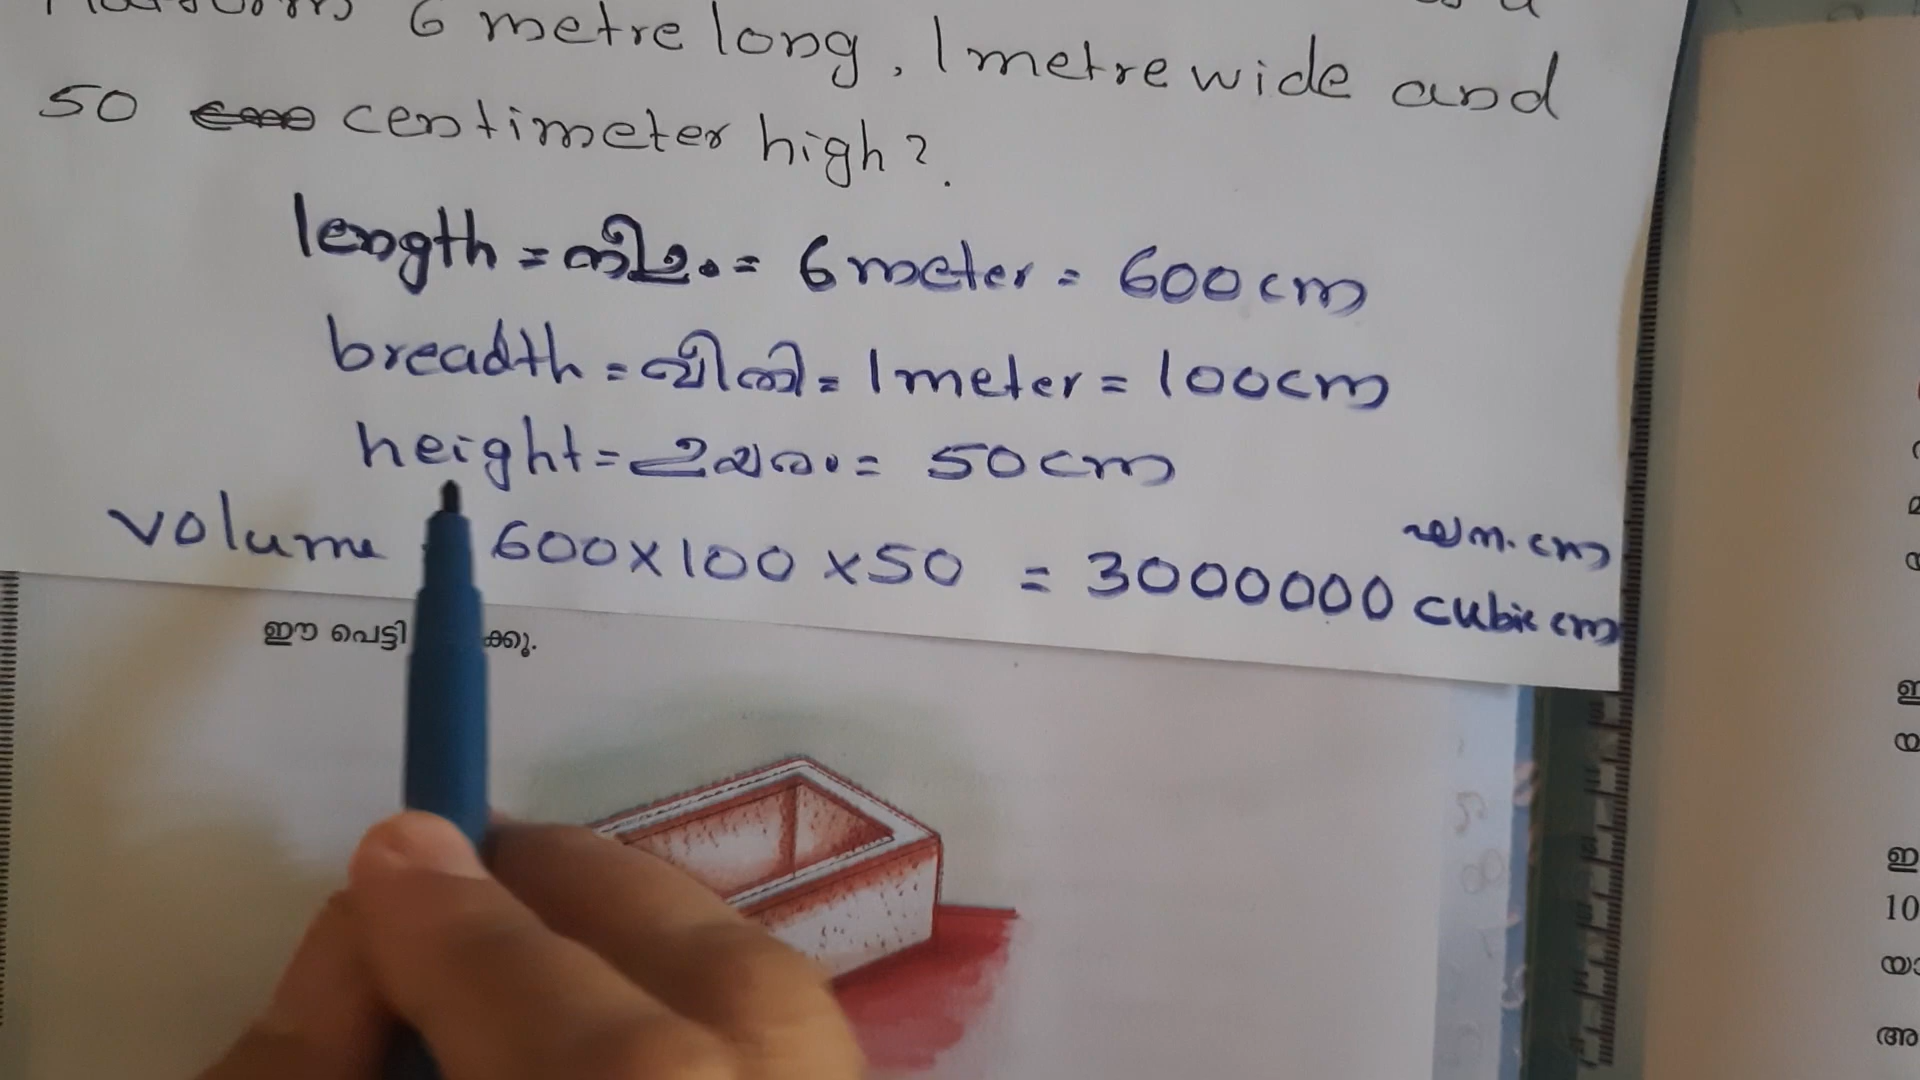 6 metre long, 1 metre wide and
50 centimeter high?
length = നീളം = 6 meter = 600 cm
breadth = വീതി = 1 meter = 100 cm
height = ഉയരം = 50 cm
ഘന. cm
volume 600 x 100 x 50 = 3000000 cubic cm
ഈ പെട്ടി ക്കൂ.
10